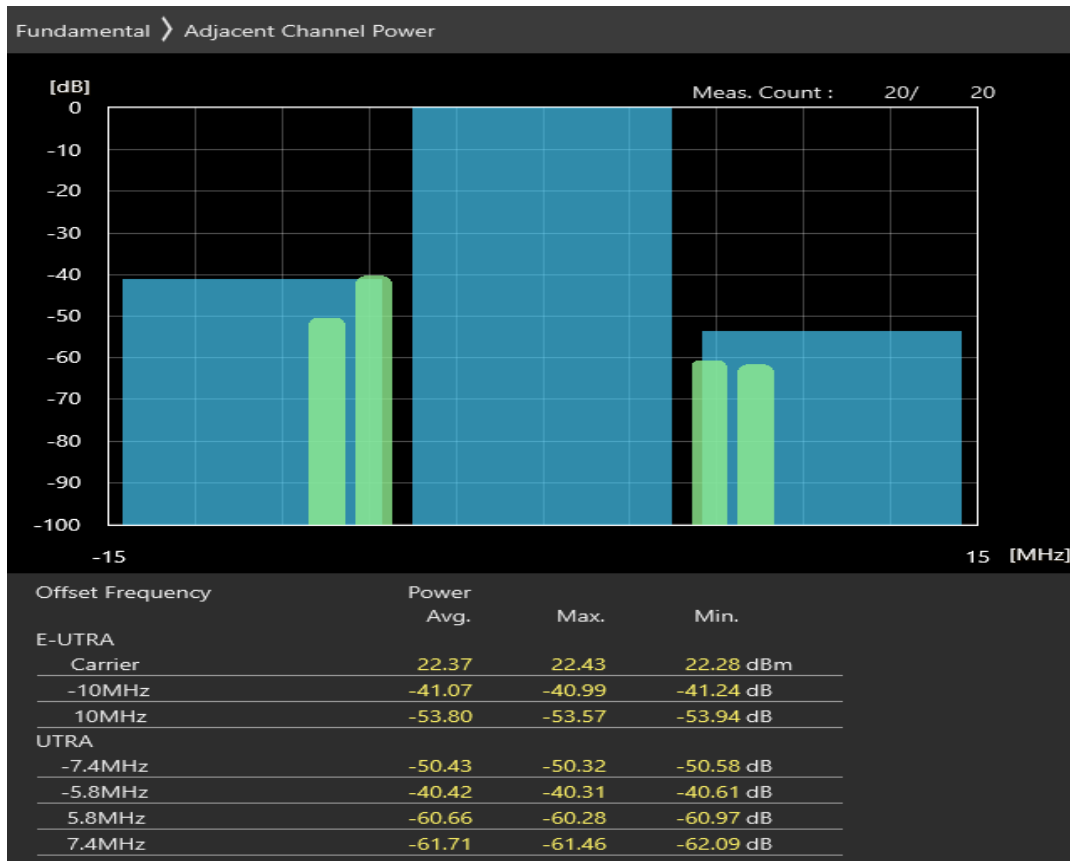 Fundamental ❯ Adjacent Channel Power
[dB]
Meas. Count : 20/ 20
0
-10
-20
-30
-40
-50
-60
-70
-80
-90
-100
-15 15 [MHz]
Offset Frequency Power
Avg. Max. Min.
E-UTRA
Carrier 22.37 22.43 22.28 dBm
-10MHz -41.07 -40.99 -41.24 dB
10MHz -53.80 -53.57 -53.94 dB
UTRA
-7.4MHz -50.43 -50.32 -50.58 dB
-5.8MHz -40.42 -40.31 -40.61 dB
5.8MHz -60.66 -60.28 -60.97 dB
7.4MHz -61.71 -61.46 -62.09 dB